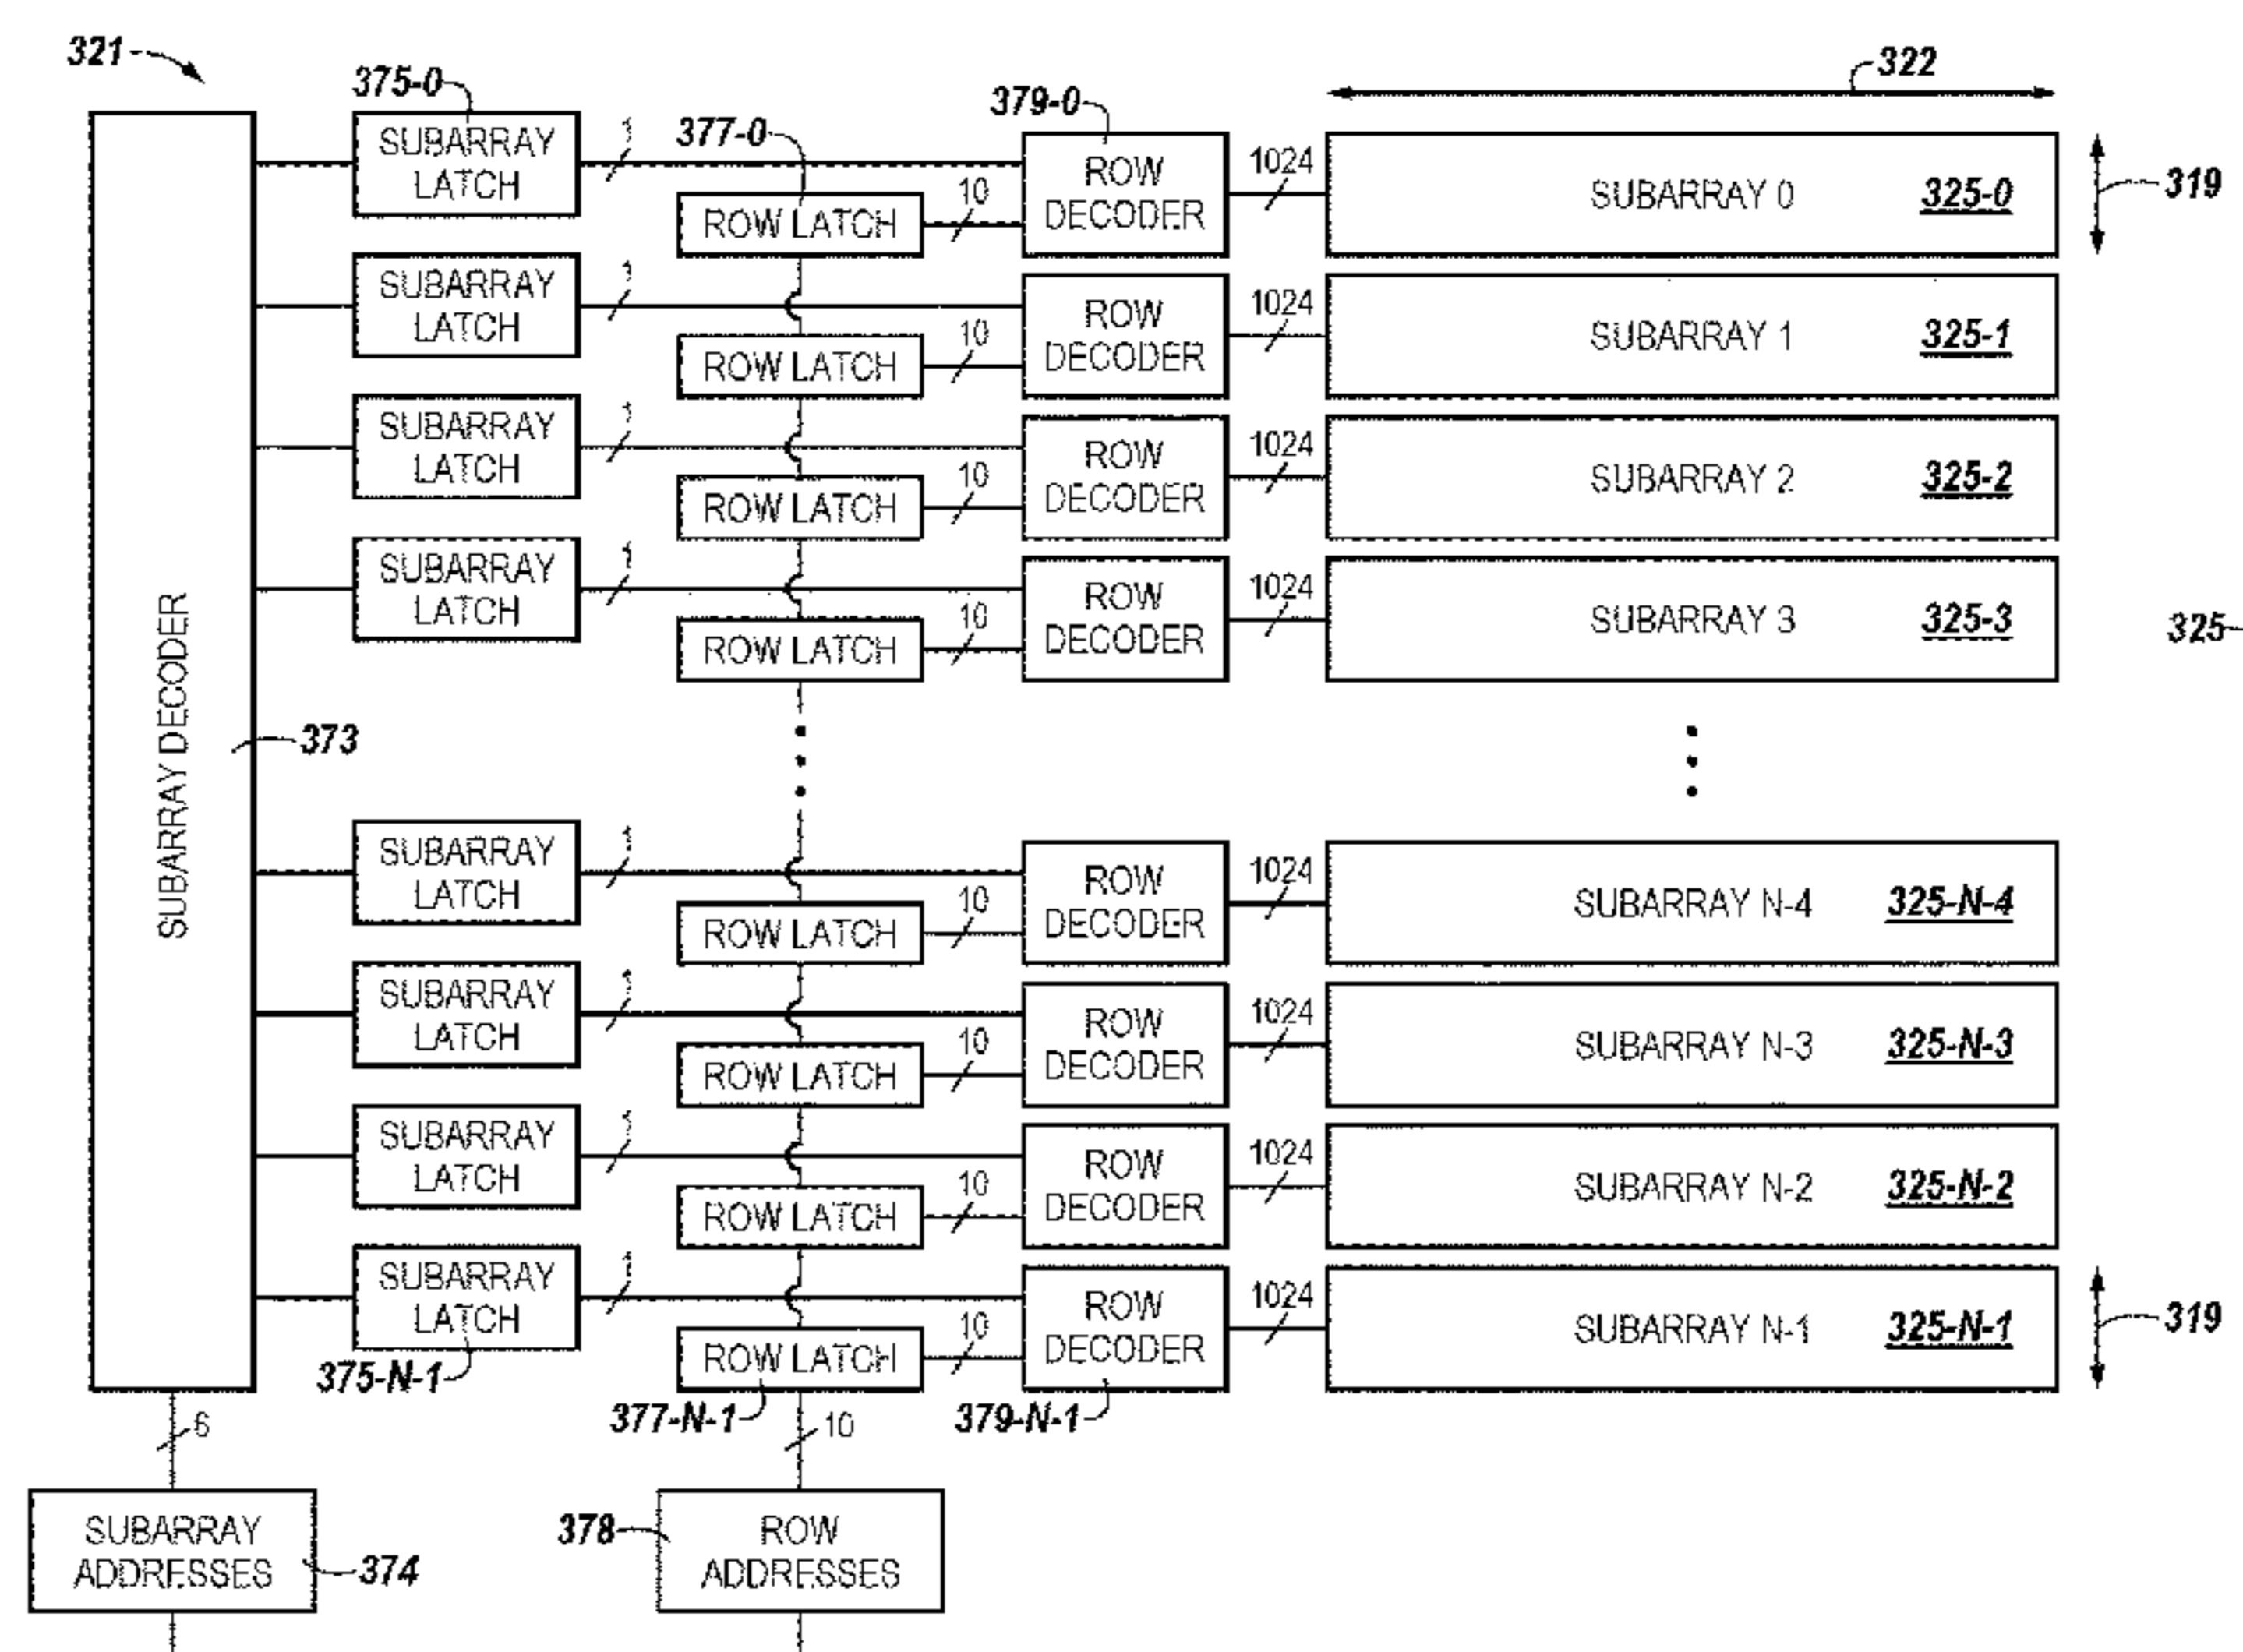 321
375-0
379-0
322
SUBARRAY
LATCH
1
377-0
ROW LATCH
10
ROW
DECODER
1024
SUBARRAY 0 325-0
319
SUBARRAY
LATCH
1
ROW LATCH
10
ROW
DECODER
1024
SUBARRAY 1 325-1
SUBARRAY
LATCH
1
ROW LATCH
10
ROW
DECODER
1024
SUBARRAY 2 325-2
SUBARRAY
LATCH
1
ROW LATCH
10
ROW
DECODER
1024
SUBARRAY 3 325-3
325
SUBARRAY DECODER
373
SUBARRAY
LATCH
1
ROW LATCH
10
ROW
DECODER
1024
SUBARRAY N-4 325-N-4
SUBARRAY
LATCH
1
ROW LATCH
10
ROW
DECODER
1024
SUBARRAY N-3 325-N-3
SUBARRAY
LATCH
1
ROW LATCH
10
ROW
DECODER
1024
SUBARRAY N-2 325-N-2
SUBARRAY
LATCH
1
ROW LATCH
10
ROW
DECODER
1024
SUBARRAY N-1 325-N-1
319
375-N-1
377-N-1
379-N-1
6
10
SUBARRAY
ADDRESSES
374
378
ROW
ADDRESSES